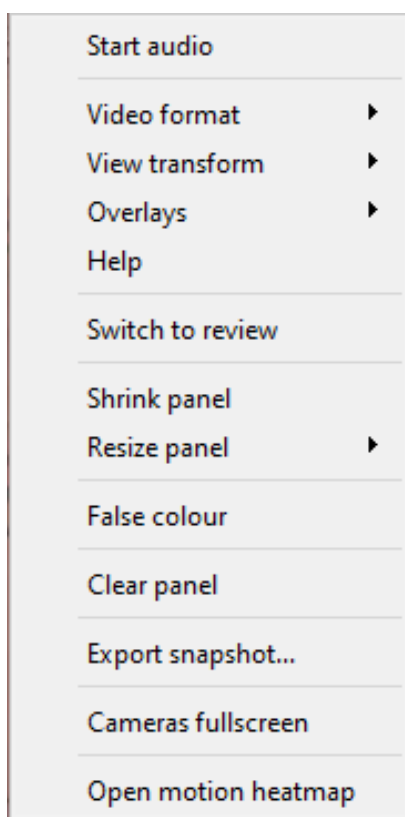 Start audio
Video format
View transform
Overlays
Help
Switch to review
Shrink panel
Resize panel
False colour
Clear panel
Export snapshot...
Cameras fullscreen
Open motion heatmap